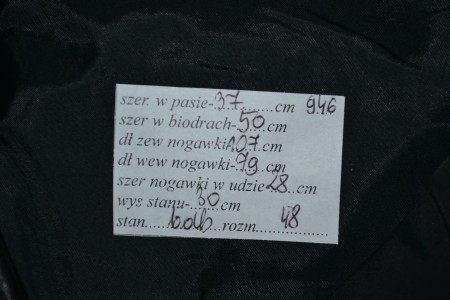 szer. w pasie-.37........cm 946
szer w biodrach-.50.cm
dł zew nogawki107...cm
dł wew nogawki-79..cm
szer nogawki w udzie-28...cm
wys stanu-.30.cm
stan......bdb...rozm......48......